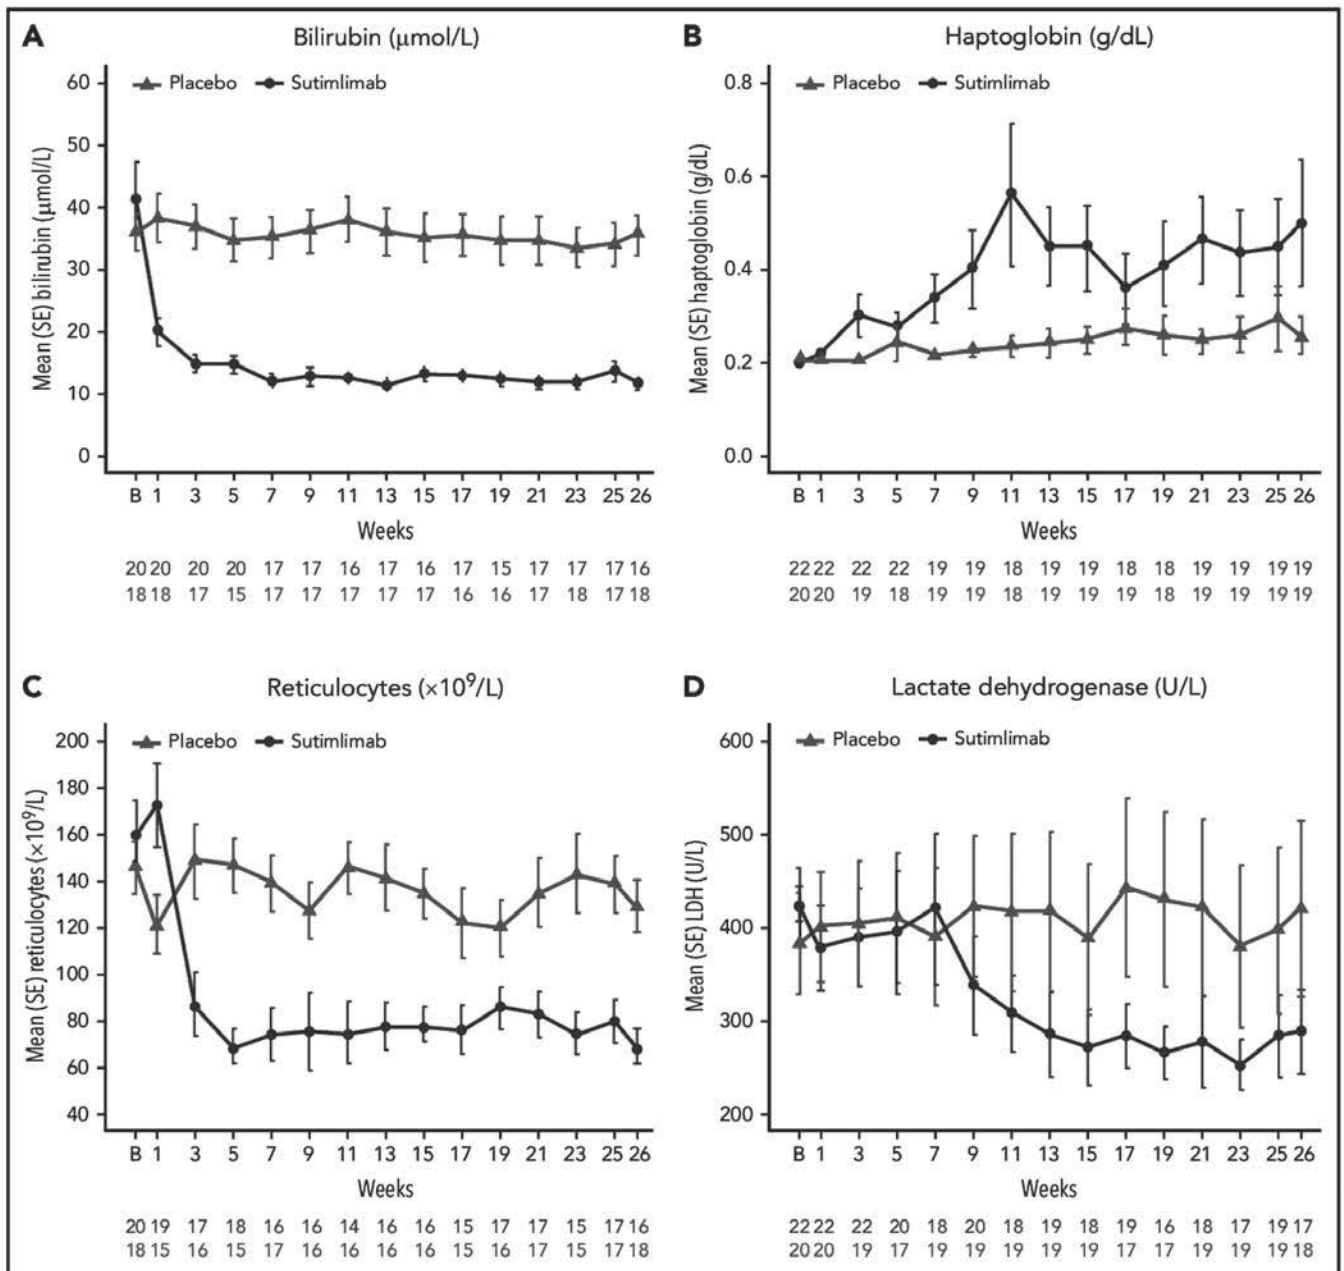 A Bilirubin (μmol/L)
Placebo Sutimlimab
Mean (SE) bilirubin (μmol/L)
60
50
40
30
20
10
0
B 1 3 5 7 9 11 13 15 17 19 21 23 25 26
Weeks
20 20 20 20 17 17 16 17 16 17 15 17 17 17 16
18 18 17 15 17 17 17 17 17 16 16 17 18 17 18
B Haptoglobin (g/dL)
Placebo Sutimlimab
Mean (SE) haptoglobin (g/dL)
0.8
0.6
0.4
0.2
0.0
B 1 3 5 7 9 11 13 15 17 19 21 23 25 26
Weeks
22 22 22 22 19 19 18 19 19 19 18 19 19 19 19
20 20 19 18 19 19 18 19 19 19 18 19 19 19 19
C Reticulocytes (×10⁹/L)
Placebo Sutimlimab
Mean (SE) reticulocytes (×10⁹/L)
200
180
160
140
120
100
80
60
40
B 1 3 5 7 9 11 13 15 17 19 21 23 25 26
Weeks
20 19 17 18 16 16 14 16 16 15 17 17 15 17 16
18 15 16 15 16 16 16 16 16 15 17 17 15 17 18
D Lactate dehydrogenase (U/L)
Placebo Sutimlimab
Mean (SE) LDH (U/L)
600
500
400
300
200
B 1 3 5 7 9 11 13 15 17 19 21 23 25 26
Weeks
22 22 22 20 18 20 18 19 18 19 16 18 17 19 17
20 20 19 17 19 19 19 19 19 17 17 19 19 19 18